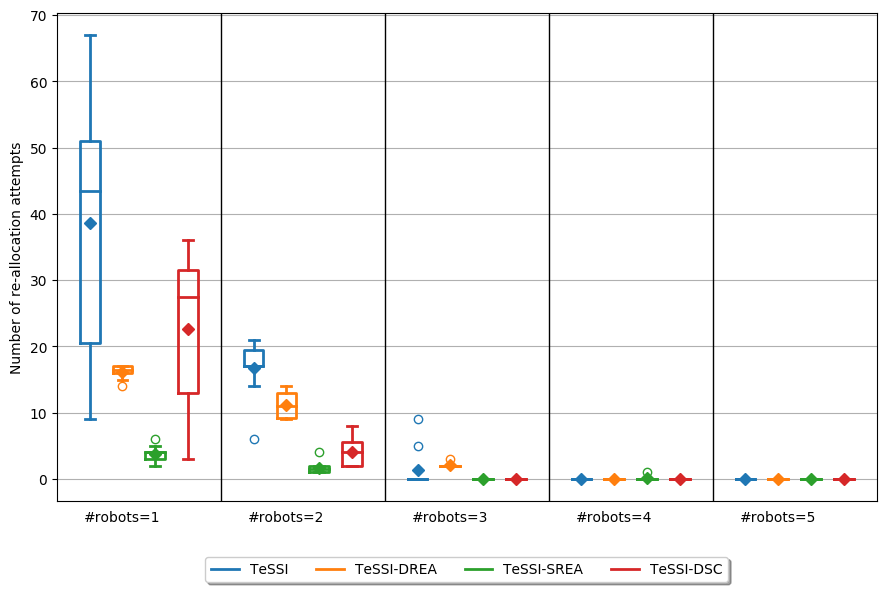 Number of re-allocation attempts
70
60
50
40
30
20
10
0
#robots=1 #robots=2 #robots=3 #robots=4 #robots=5
TeSSI TeSSI-DREA TeSSI-SREA TeSSI-DSC